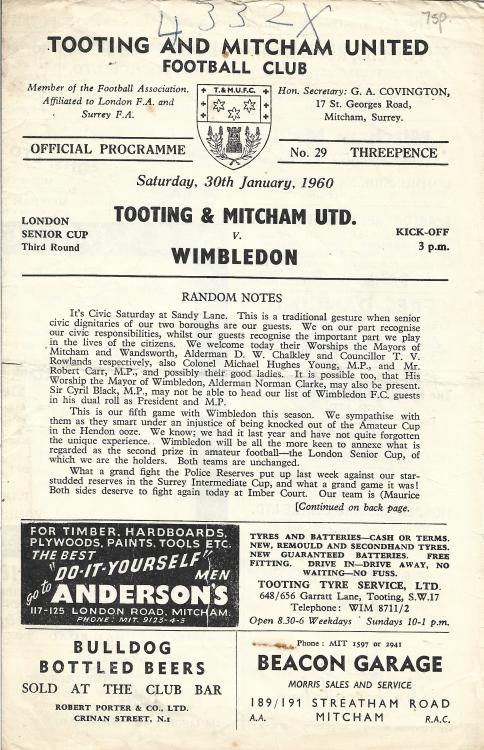 4332X
75p.
TOOTING AND MITCHAM UNITED
FOOTBALL CLUB
Member of the Football Association.
Affiliated to London F.A. and
Surrey F.A.
T. & M.U.F.C.
Hon. Secretary: G. A. COVINGTON,
17 St. Georges Road,
Mitcham, Surrey.
OFFICIAL PROGRAMME
No. 29 THREEPENCE
Saturday, 30th January, 1960
LONDON
SENIOR CUP
Third Round
TOOTING & MITCHAM UTD.
v.
WIMBLEDON
KICK-OFF
3 p.m.
RANDOM NOTES
It's Civic Saturday at Sandy Lane. This is a traditional gesture when senior
civic dignitaries of our two boroughs are our guests. We on our part recognise
our civic responsibilities, whilst our guests recognise the important part we play
in the lives of the citizens. We welcome today their Worships the Mayors of
Mitcham and Wandsworth, Alderman D. W. Chalkley and Councillor T. V.
Rowlands respectively, also Colonel Michael Hughes Young, M.P., and Mr.
Robert Carr, M.P., and possibly their good ladies. It is possible too, that His
Worship the Mayor of Wimbledon, Alderman Norman Clarke, may also be present.
Sir Cyril Black, M.P., may not be able to head our list of Wimbledon F.C. guests
in his dual roll as President and M.P.
This is our fifth game with Wimbledon this season. We sympathise with
them as they smart under an injustice of being knocked out of the Amateur Cup
in the Hendon ooze. We know; we had it last year and have not quite forgotten
the unique experience. Wimbledon will be all the more keen to annexe what is
regarded as the second prize in amateur football—the London Senior Cup, of
which we are the holders. Both teams are unchanged.
What a grand fight the Police Reserves put up last week against our star-
studded reserves in the Surrey Intermediate Cup, and what a grand game it was!
Both sides deserve to fight again today at Imber Court. Our team is (Maurice
[Continued on back page.
FOR TIMBER, HARDBOARDS,
PLYWOODS, PAINTS, TOOLS ETC.
THE BEST
"DO-IT-YOURSELF"
MEN
go to ANDERSON'S
117-125 LONDON ROAD, MITCHAM.
PHONE: MIT. 9123-4-5
TYRES AND BATTERIES—CASH OR TERMS.
NEW, REMOULD AND SECONDHAND TYRES.
NEW GUARANTEED BATTERIES. FREE
FITTING. DRIVE IN—DRIVE AWAY, NO
WAITING—NO FUSS.
TOOTING TYRE SERVICE, LTD.
648/656 Garratt Lane, Tooting, S.W.17
Telephone: WIM 8711/2
Open 8.30-6 Weekdays Sundays 10-1 p.m.
BULLDOG
BOTTLED BEERS
SOLD AT THE CLUB BAR
ROBERT PORTER & CO. LTD.
CRINAN STREET, N.1
Phone: MIT 1597 or 2941
BEACON GARAGE
MORRIS SALES AND SERVICE
189/191 STREATHAM ROAD
A.A. MITCHAM R.A.C.